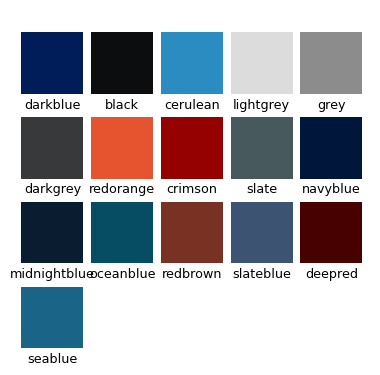 darkblue black cerulean lightgrey grey
darkgrey redorange crimson slate navyblue
midnightblue oceanblue redbrown slateblue deepred
seablue